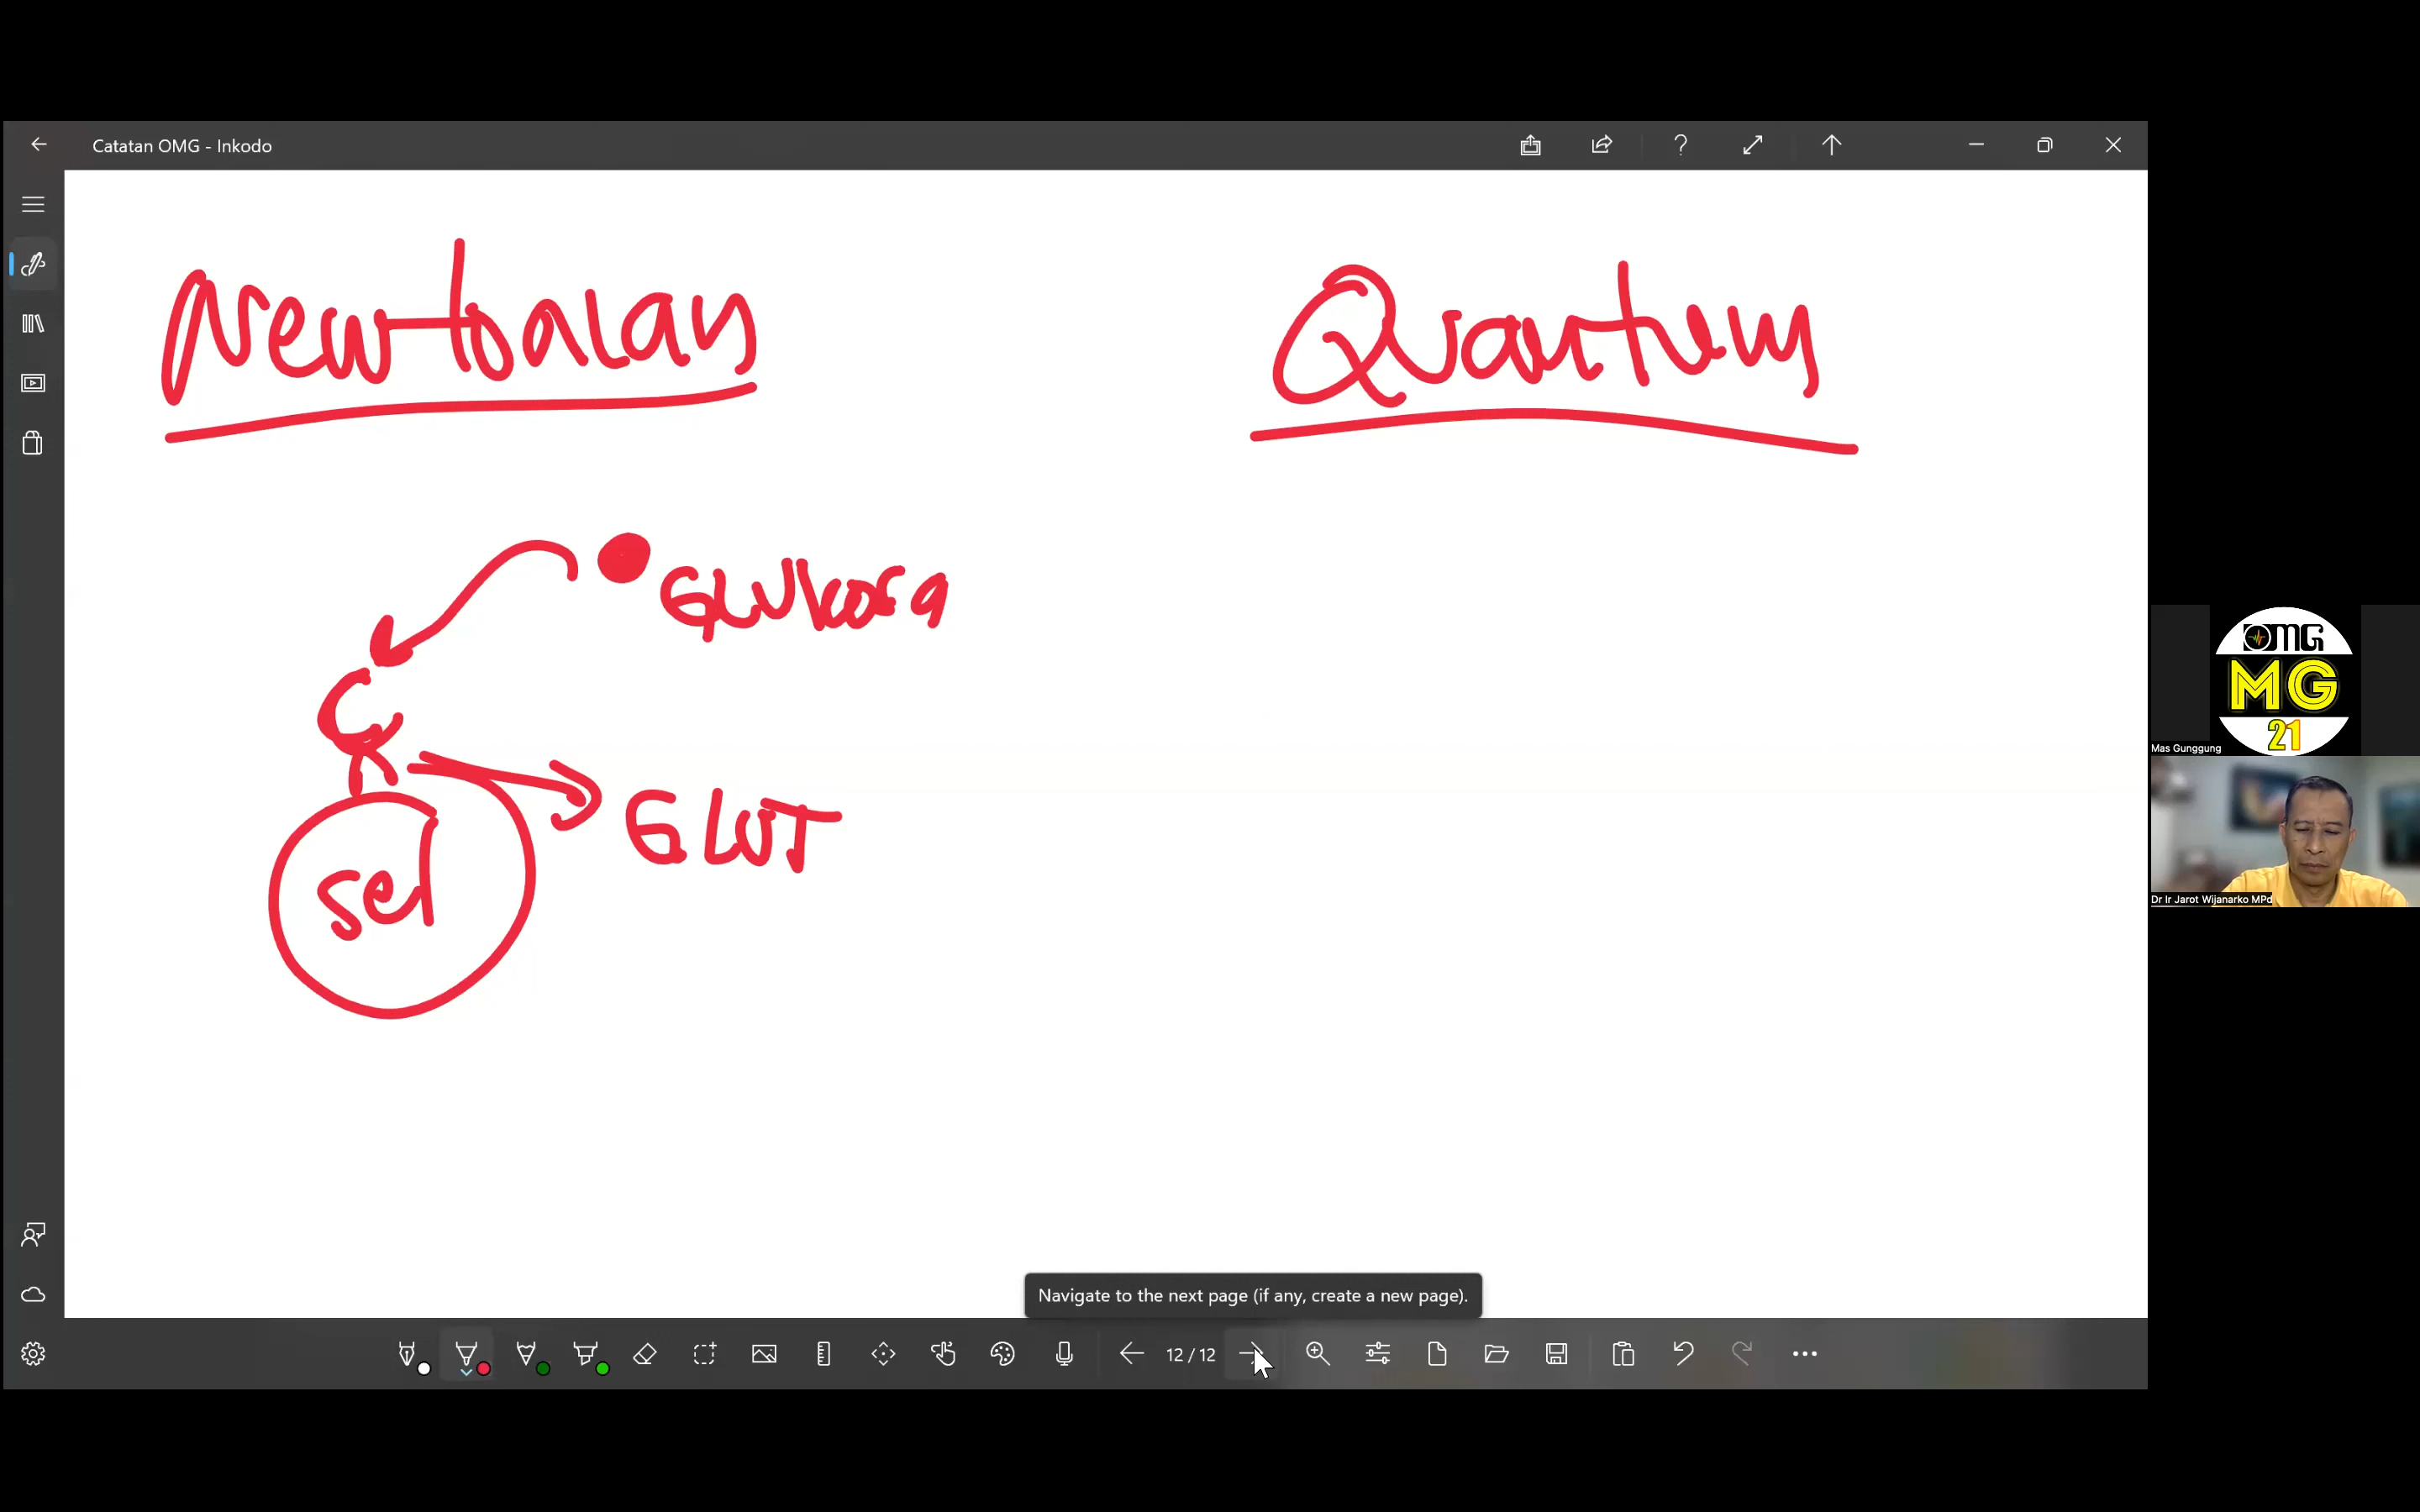 Catatan OMG - Inkodo
Newtonian
Quantum
Glukosa
GLUT
sel
OMG
MG
21
Mas Gunggung
Dr Ir Jarot Wijanarko MPd
Navigate to the next page (if any, create a new page).
12 / 12